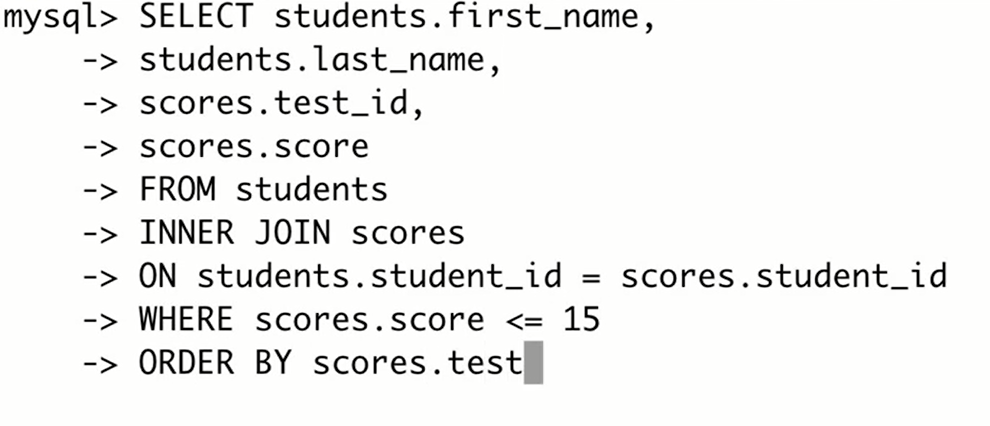 mysql> SELECT students.first_name,
    -> students.last_name,
    -> scores.test_id,
    -> scores.score
    -> FROM students
    -> INNER JOIN scores
    -> ON students.student_id = scores.student_id
    -> WHERE scores.score <= 15
    -> ORDER BY scores.test